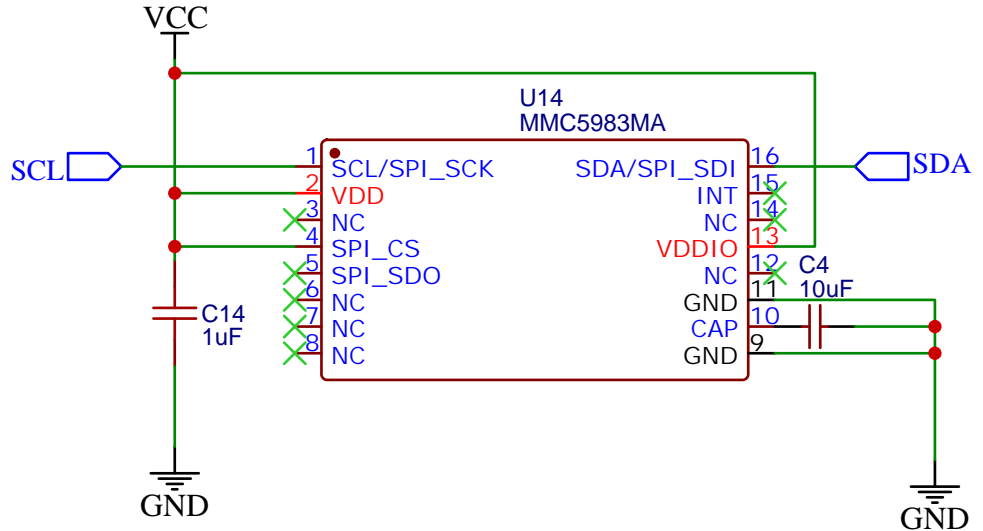 VCC
U14
MMC5983MA
SCL
1
SCL/SPI_SCK
2
VDD
3
NC
4
SPI_CS
5
SPI_SDO
6
NC
7
NC
8
NC
SDA/SPI_SDI
16
SDA
INT
15
NC
14
VDDIO
13
NC
12
GND
11
CAP
10
GND
9
C4
10uF
C14
1uF
GND
GND